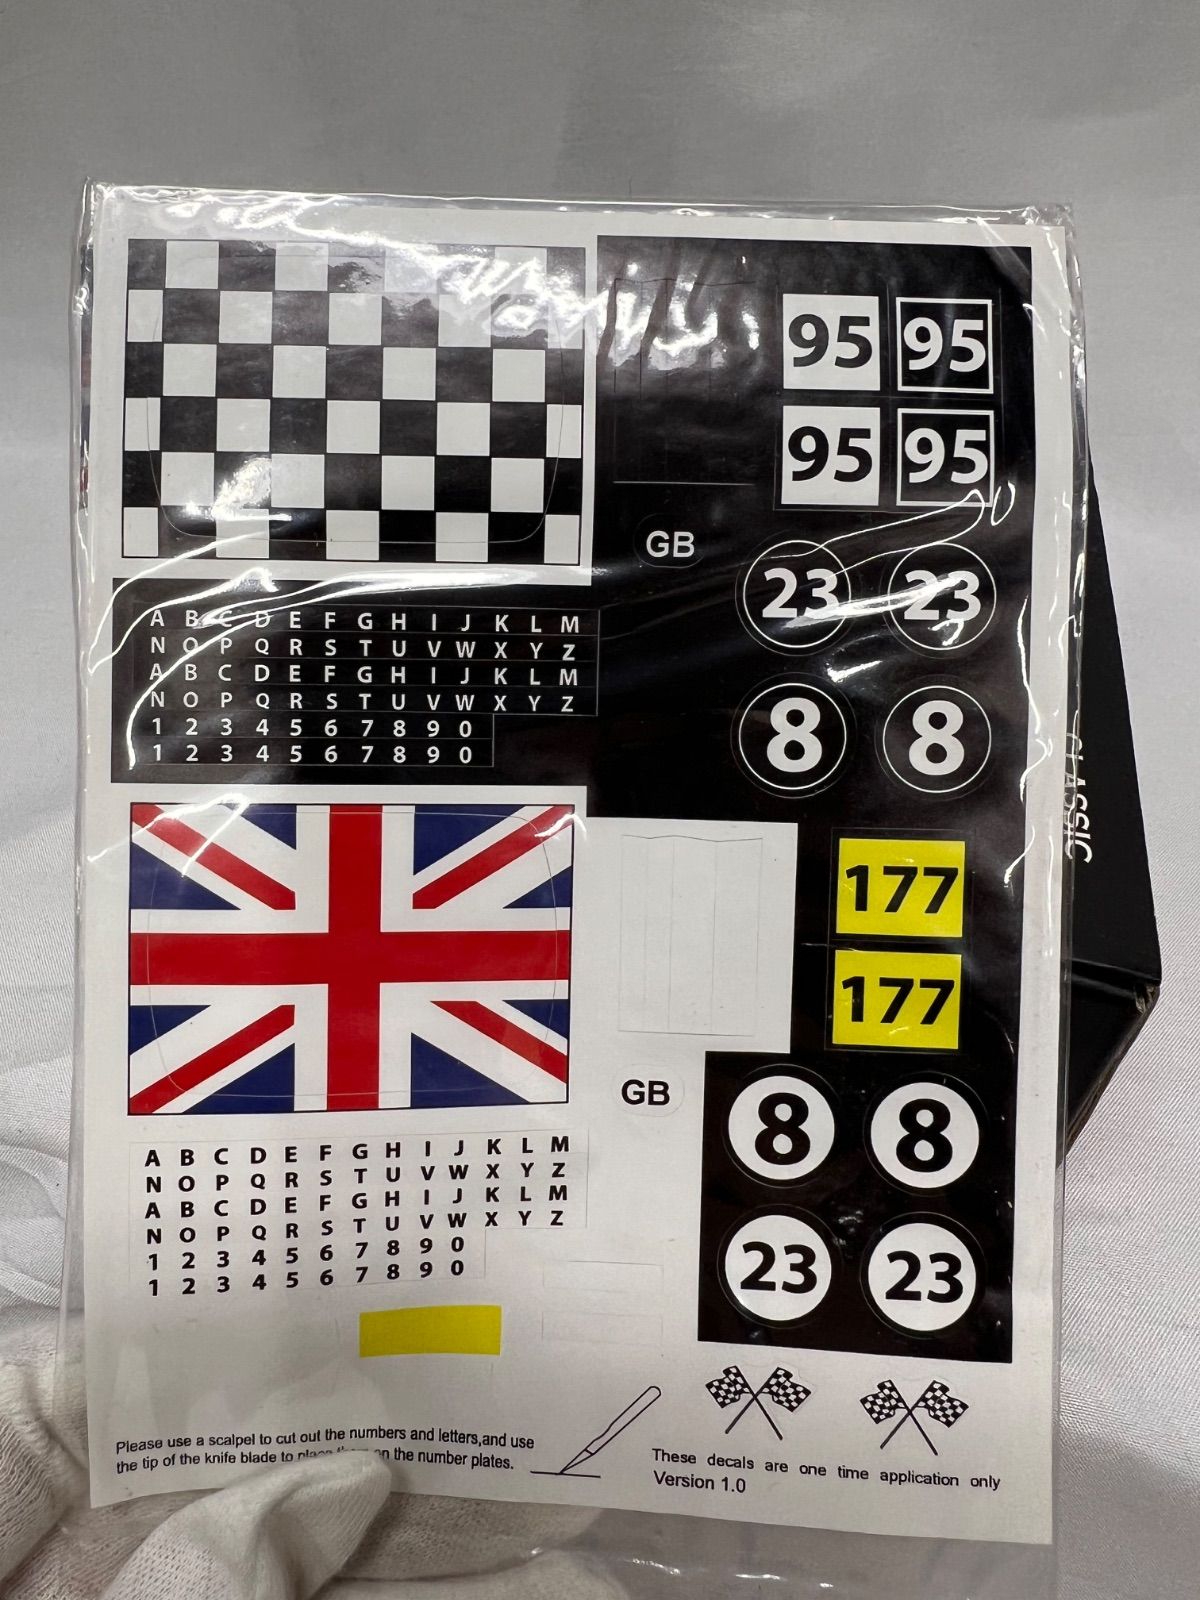 95 95
95 95
GB
23 23
8 8
A B C D E F G H I J K L M
N O P Q R S T U V W X Y Z
A B C D E F G H I J K L M
N O P Q R S T U V W X Y Z
1 2 3 4 5 6 7 8 9 0
1 2 3 4 5 6 7 8 9 0
CLASSIC
177
177
GB
8 8
23 23
A B C D E F G H I J K L M
N O P Q R S T U V W X Y Z
A B C D E F G H I J K L M
N O P Q R S T U V W X Y Z
1 2 3 4 5 6 7 8 9 0
1 2 3 4 5 6 7 8 9 0
Please use a scalpel to cut out the numbers and letters,and use
the tip of the knife blade to on the number plates.
These decals are one time application only
Version 1.0